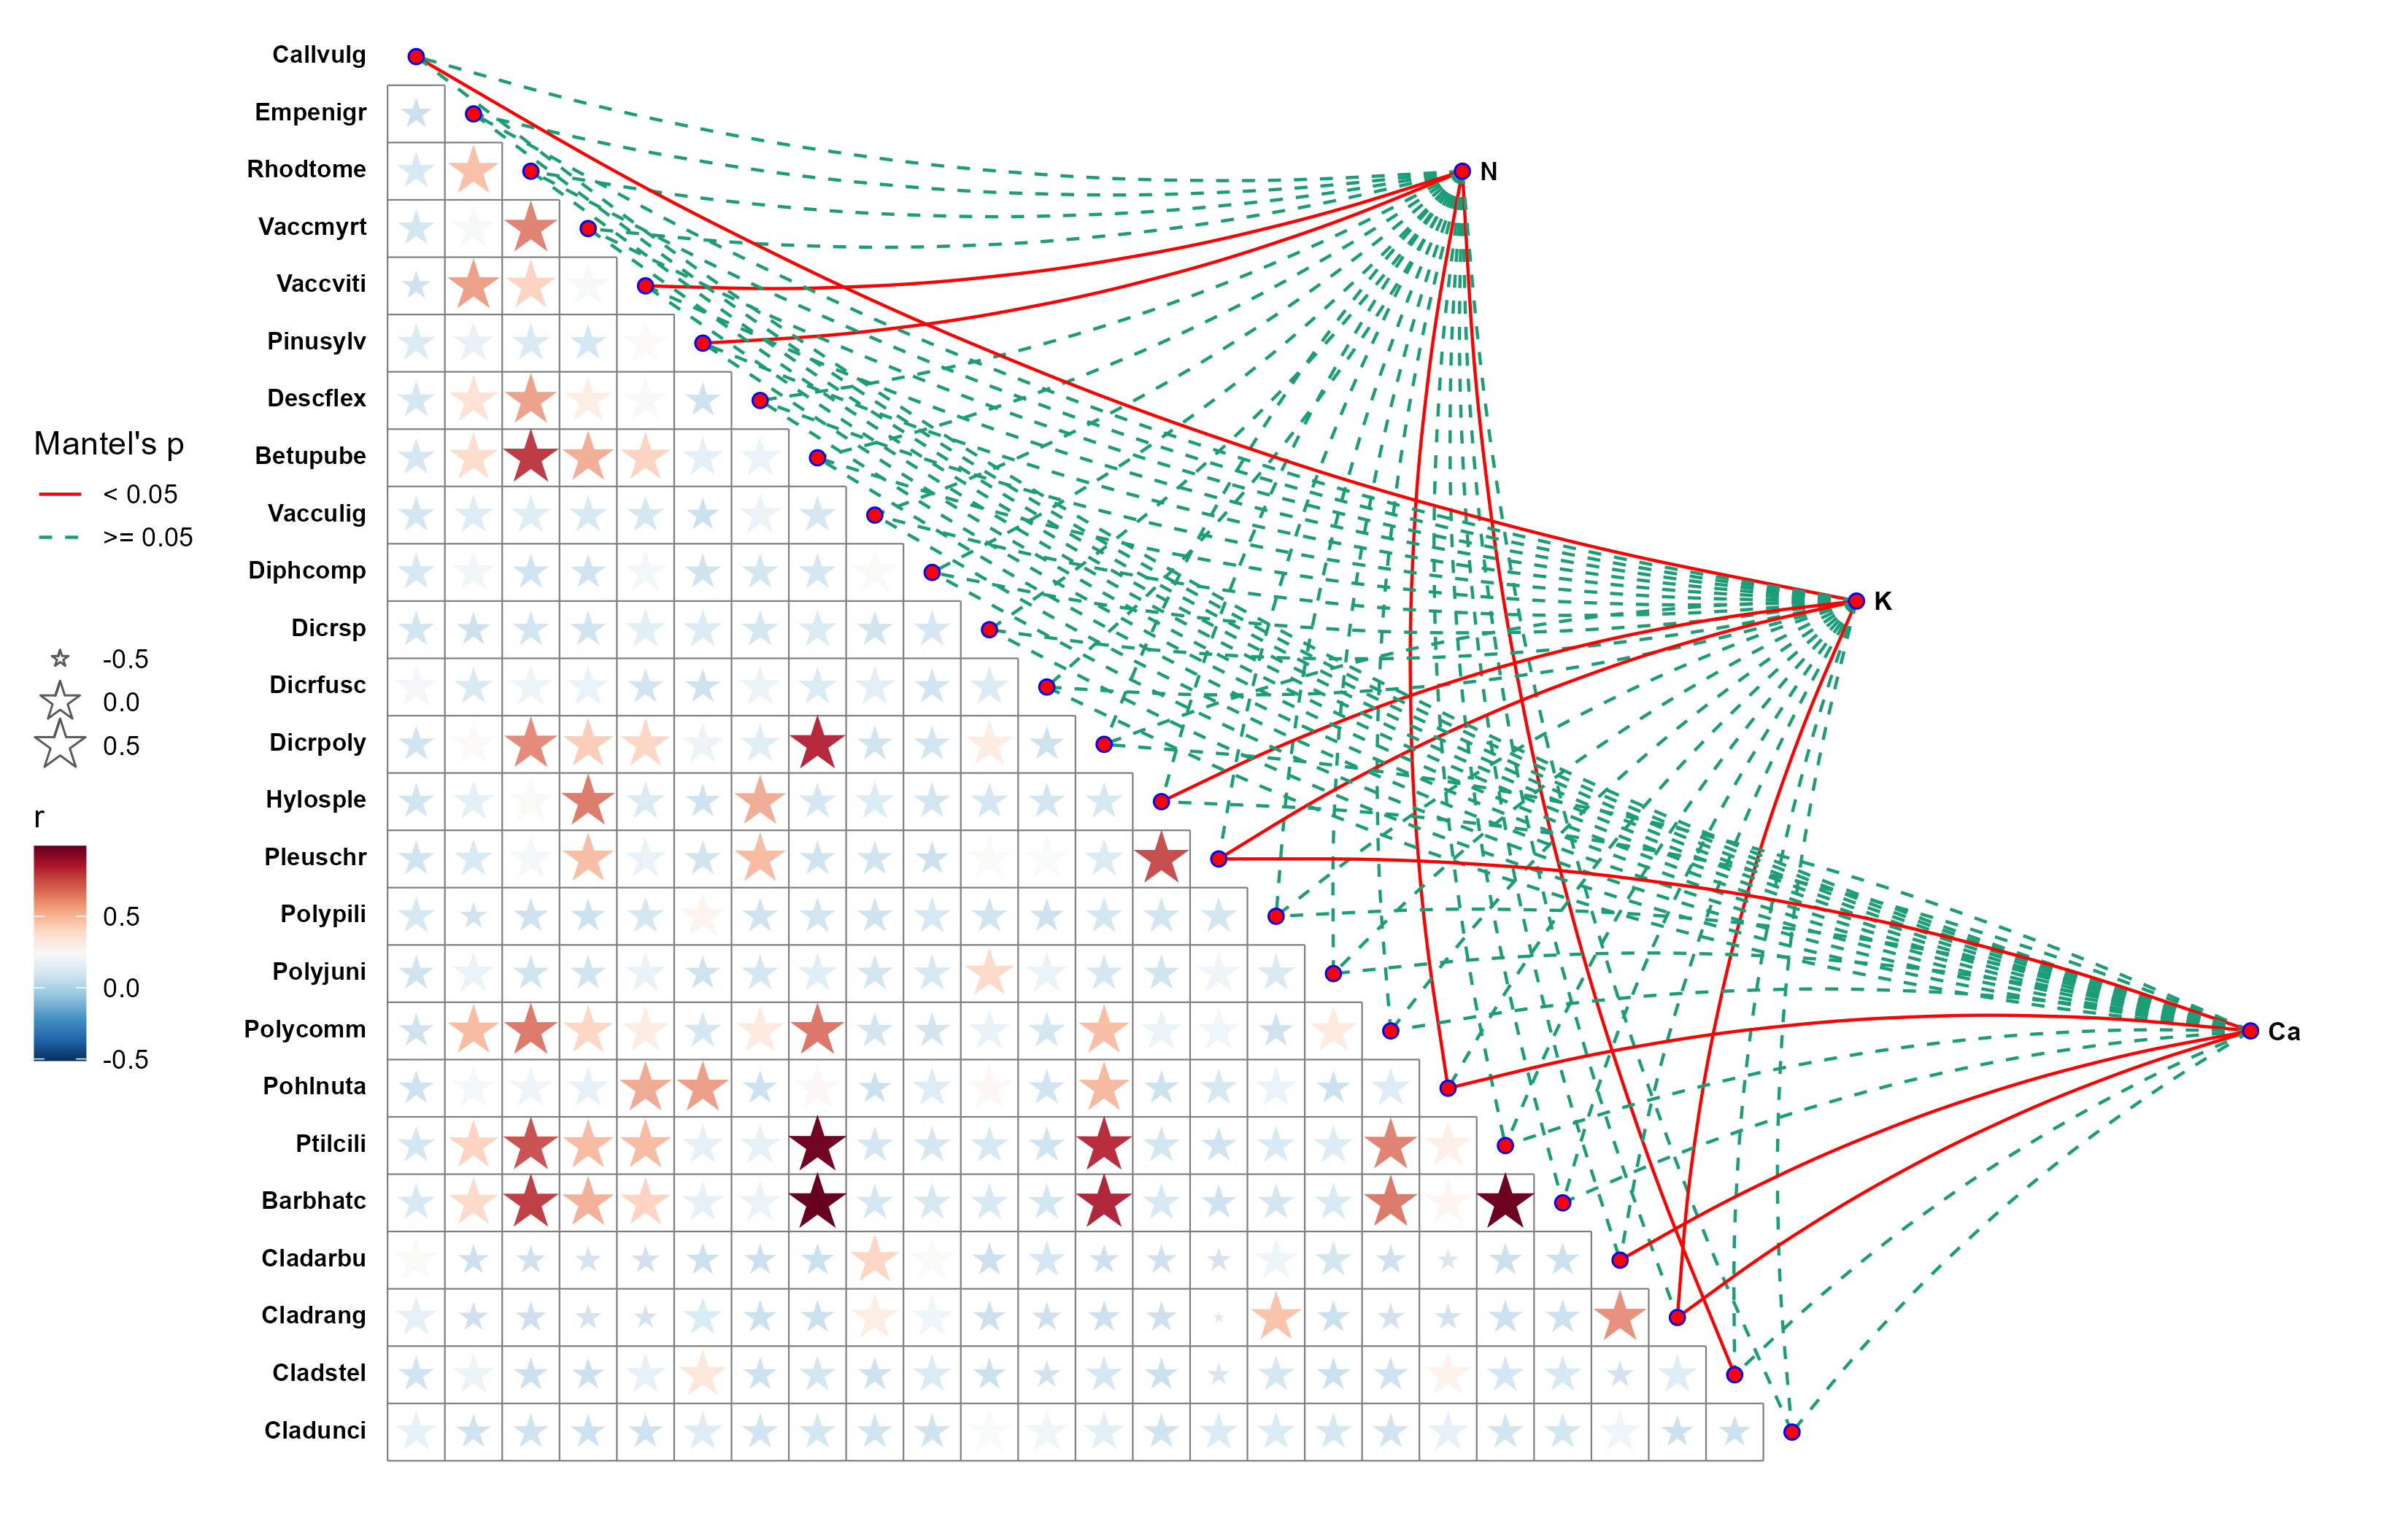 Callvulg
Empenigr
Rhodtome
N
Vaccmyrt
Vaccviti
Pinusylv
Descflex
Mantel's p
Betupube
< 0.05
Vacculig
>= 0.05
Diphcomp
K
Dicrsp
-0.5
Dicrfusc
0.0
Dicrpoly
0.5
Hylosple
r
Pleuschr
0.5
Polypili
Polyjuni
0.0
Polycomm
Ca
-0.5
Pohlnuta
Ptilcili
Barbhatc
Cladarbu
Cladrang
Cladstel
Cladunci